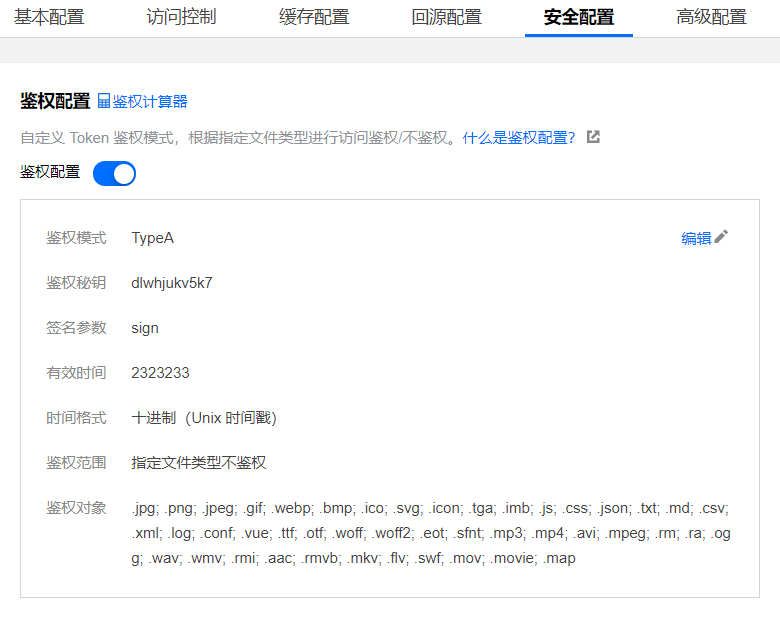 基本配置 访问控制 缓存配置 回源配置 安全配置 高级配置
鉴权配置 鉴权计算器
自定义 Token 鉴权模式，根据指定文件类型进行访问鉴权/不鉴权。什么是鉴权配置?
鉴权配置
鉴权模式 TypeA 编辑
鉴权秘钥 dlwhjukv5k7
签名参数 sign
有效时间 2323233
时间格式 十进制（Unix 时间戳）
鉴权范围 指定文件类型不鉴权
鉴权对象 .jpg; .png; .jpeg; .gif; .webp; .bmp; .ico; .svg; .icon; .tga; .imb; .js; .css; .json; .txt; .md; .csv;
.xml; .log; .conf; .vue; .ttf; .otf; .woff; .woff2; .eot; .sfnt; .mp3; .mp4; .avi; .mpeg; .rm; .ra; .og
g; .wav; .wmv; .rmi; .aac; .rmvb; .mkv; .flv; .swf; .mov; .movie; .map